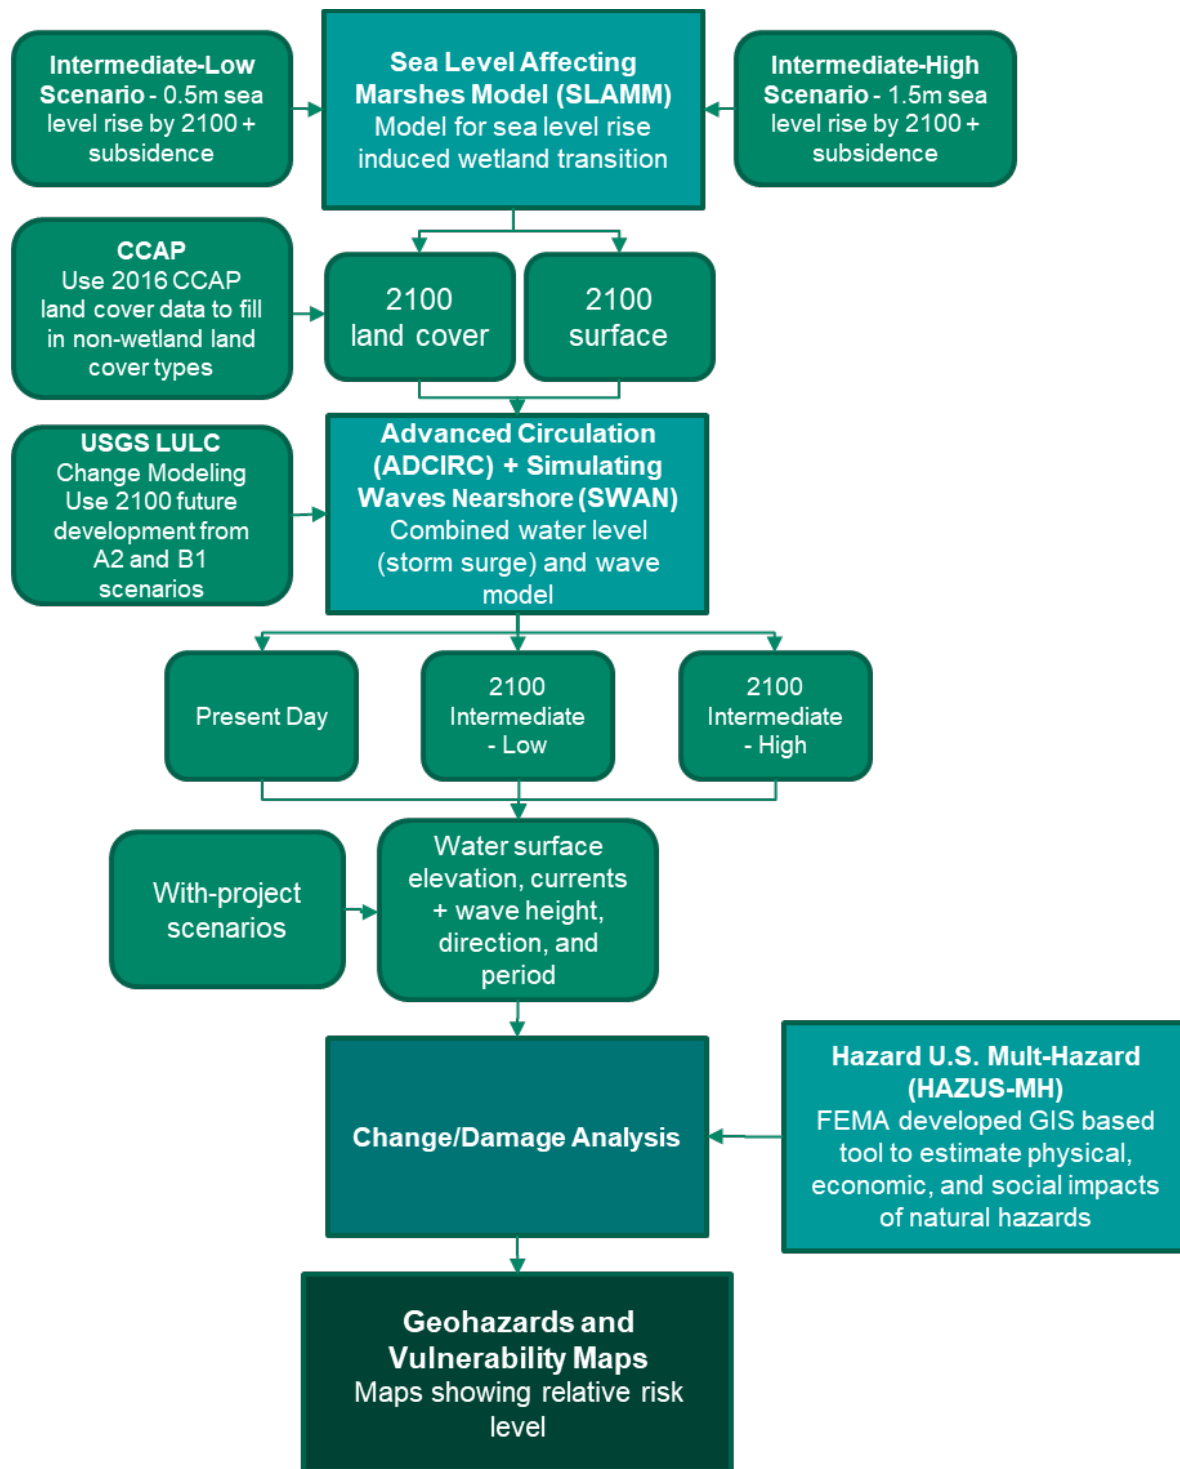 Intermediate-Low
Scenario - 0.5m sea
level rise by 2100 +
subsidence
Sea Level Affecting
Marshes Model (SLAMM)
Model for sea level rise
induced wetland transition
Intermediate-High
Scenario - 1.5m sea
level rise by 2100 +
subsidence
CCAP
Use 2016 CCAP
land cover data to fill
in non-wetland land
cover types
2100
land cover
2100
surface
USGS LULC
Change Modeling
Use 2100 future
development from
A2 and B1
scenarios
Advanced Circulation
(ADCIRC) + Simulating
Waves Nearshore (SWAN)
Combined water level
(storm surge) and wave
model
Present Day
2100
Intermediate
- Low
2100
Intermediate
- High
With-project
scenarios
Water surface
elevation, currents
+ wave height,
direction, and
period
Change/Damage Analysis
Hazard U.S. Mult-Hazard
(HAZUS-MH)
FEMA developed GIS based
tool to estimate physical,
economic, and social impacts
of natural hazards
Geohazards and
Vulnerability Maps
Maps showing relative risk
level